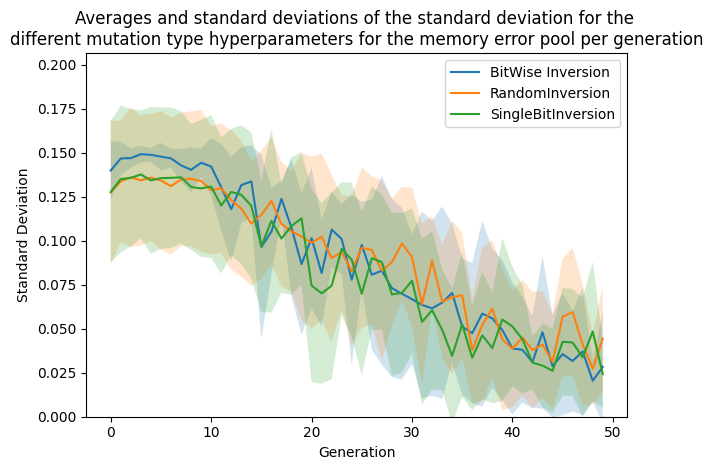 Averages and standard deviations of the standard deviation for the
different mutation type hyperparameters for the memory error pool per generation
BitWise Inversion
RandomInversion
SingleBitInversion
Standard Deviation
0.200
0.175
0.150
0.125
0.100
0.075
0.050
0.025
0.000
0 10 20 30 40 50
Generation